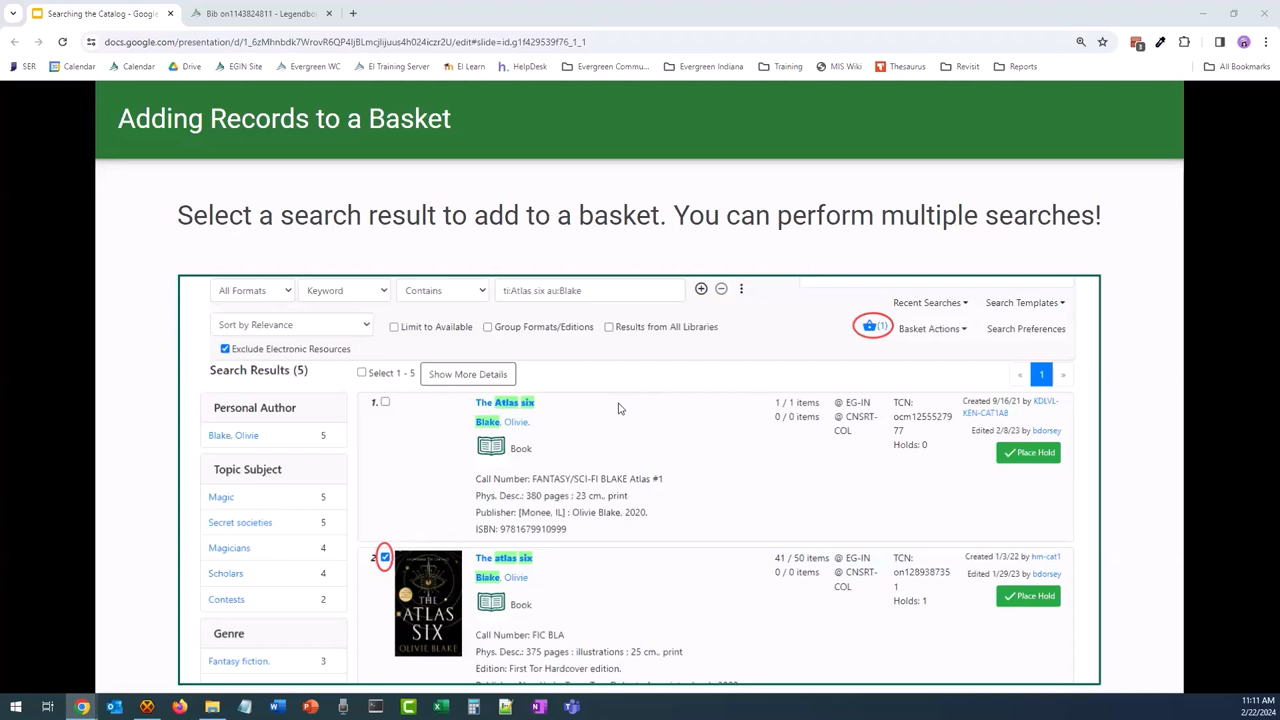 Searching the Catalog - Google
Bib on1143824811 - Legendbo
docs.google.com/presentation/d/1_6zMhnbdk7WrovR6QP4IjBLmcjlijuus4h024iczr2U/edit#slide=id.g1f429539f76_1_1
SER
Calendar
Calendar
Drive
EGIN Site
Evergreen WC
EI Training Server
EI Learn
HelpDesk
Evergreen Commu...
Evergreen Indiana
Training
MIS Wiki
Thesaurus
Revisit
Reports
All Bookmarks
Adding Records to a Basket
Select a search result to add to a basket. You can perform multiple searches!
All Formats
Keyword
Contains
ti:Atlas six au:Blake
Recent Searches
Search Templates
Sort by Relevance
Limit to Available
Group Formats/Editions
Results from All Libraries
(1)
Basket Actions
Search Preferences
Exclude Electronic Resources
Search Results (5)
Select 1 - 5
Show More Details
« 1 »
Personal Author
Blake, Olivie 5
Topic Subject
Magic 5
Secret societies 5
Magicians 4
Scholars 4
Contests 2
Genre
Fantasy fiction. 3
1.
The Atlas six
Blake, Olivie.
Book
Call Number: FANTASY/SCI-FI BLAKE Atlas #1
Phys. Desc.: 380 pages ; 23 cm., print
Publisher: [Monee, IL] : Olivie Blake, 2020.
ISBN: 9781679910999
1 / 1 items
0 / 0 items
@ EG-IN
@ CNSRT-
COL
TCN:
ocm12555279
77
Holds: 0
Created 9/16/21 by KDLVL-
KEN-CAT1AB
Edited 2/8/23 by bdorsey
Place Hold
2.
THE
ATLAS
SIX
OLIVIE BLAKE
The atlas six
Blake, Olivie
Book
Call Number: FIC BLA
Phys. Desc.: 375 pages : illustrations ; 25 cm., print
Edition: First Tor Hardcover edition.
41 / 50 items
0 / 0 items
@ EG-IN
@ CNSRT-
COL
TCN:
on128938735
1
Holds: 1
Created 1/3/22 by hm-cat1
Edited 1/29/23 by bdorsey
Place Hold
11:11 AM
2/22/2024